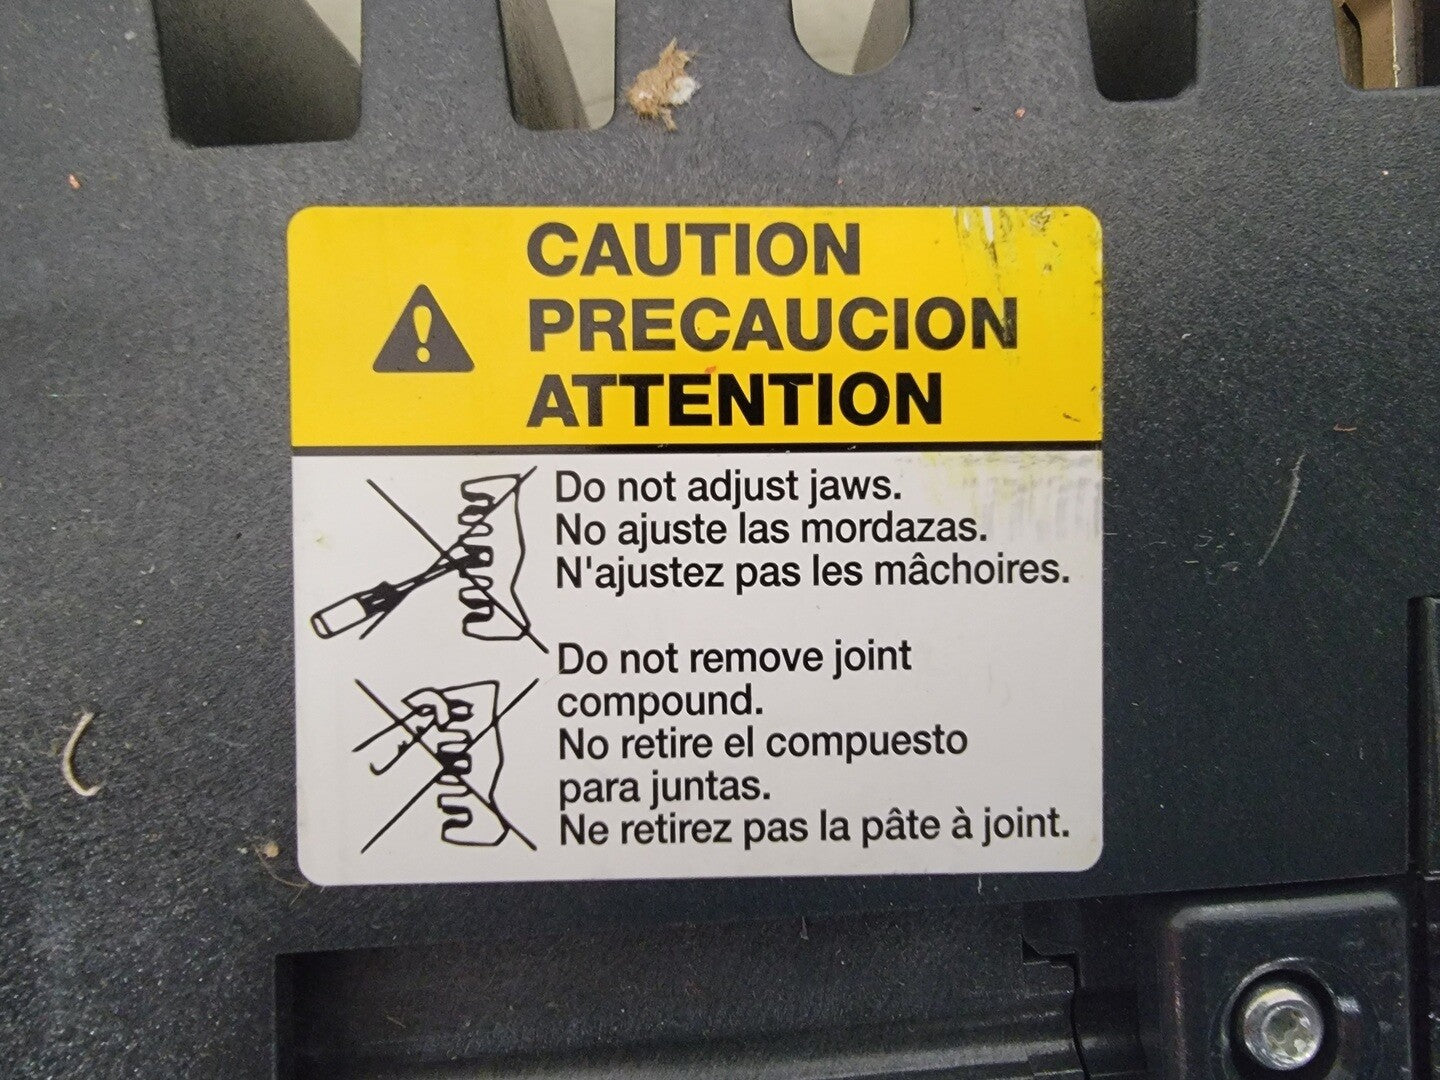 CAUTION
PRECAUCION
ATTENTION
Do not adjust jaws.
No ajuste las mordazas.
N'ajustez pas les mâchoires.
Do not remove joint
compound.
No retire el compuesto
para juntas.
Ne retirez pas la pâte à joint.